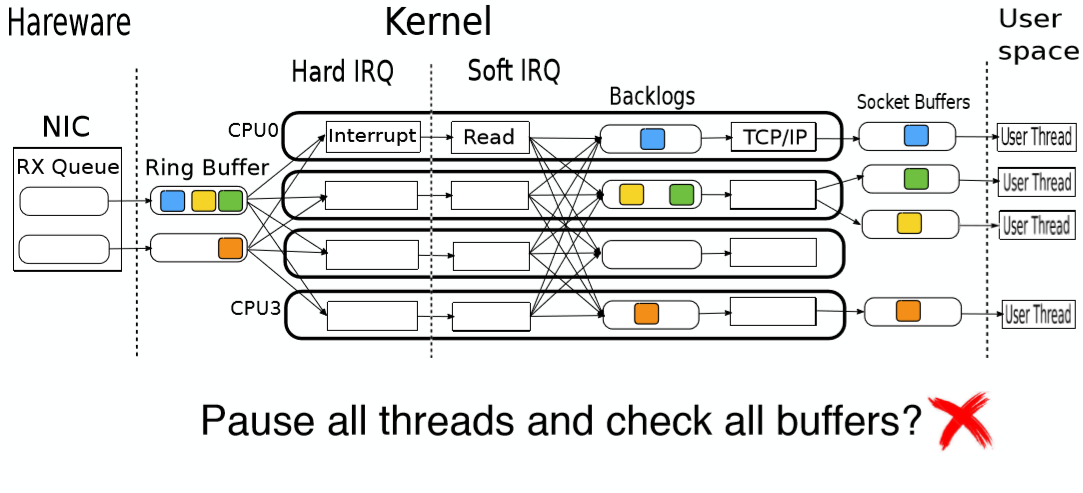 Hareware
Kernel
User
space
Hard IRQ
Soft IRQ
Backlogs
Socket Buffers
NIC
CPU0
Interrupt
Read
TCP/IP
User Thread
RX Queue
Ring Buffer
User Thread
User Thread
CPU3
User Thread
Pause all threads and check all buffers?